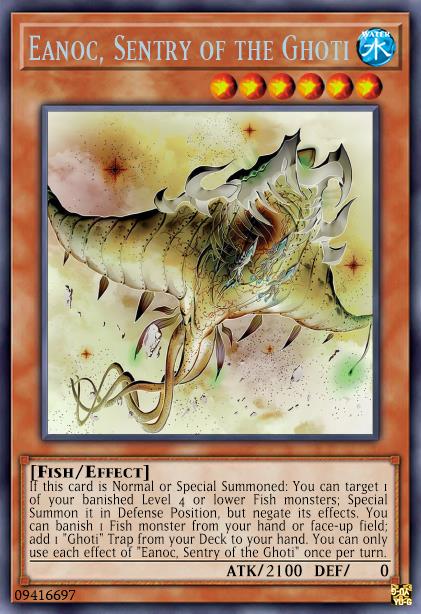 Eanoc, Sentry of the Ghoti
WATER
水
[Fish/Effect]
If this card is Normal or Special Summoned: You can target 1
of your banished Level 4 or lower Fish monsters; Special
Summon it in Defense Position, but negate its effects. You
can banish 1 Fish monster from your hand or face-up field;
add 1 "Ghoti" Trap from your Deck to your hand. You can only
use each effect of "Eanoc, Sentry of the Ghoti" once per turn.
ATK/2100 DEF/ 0
09416697